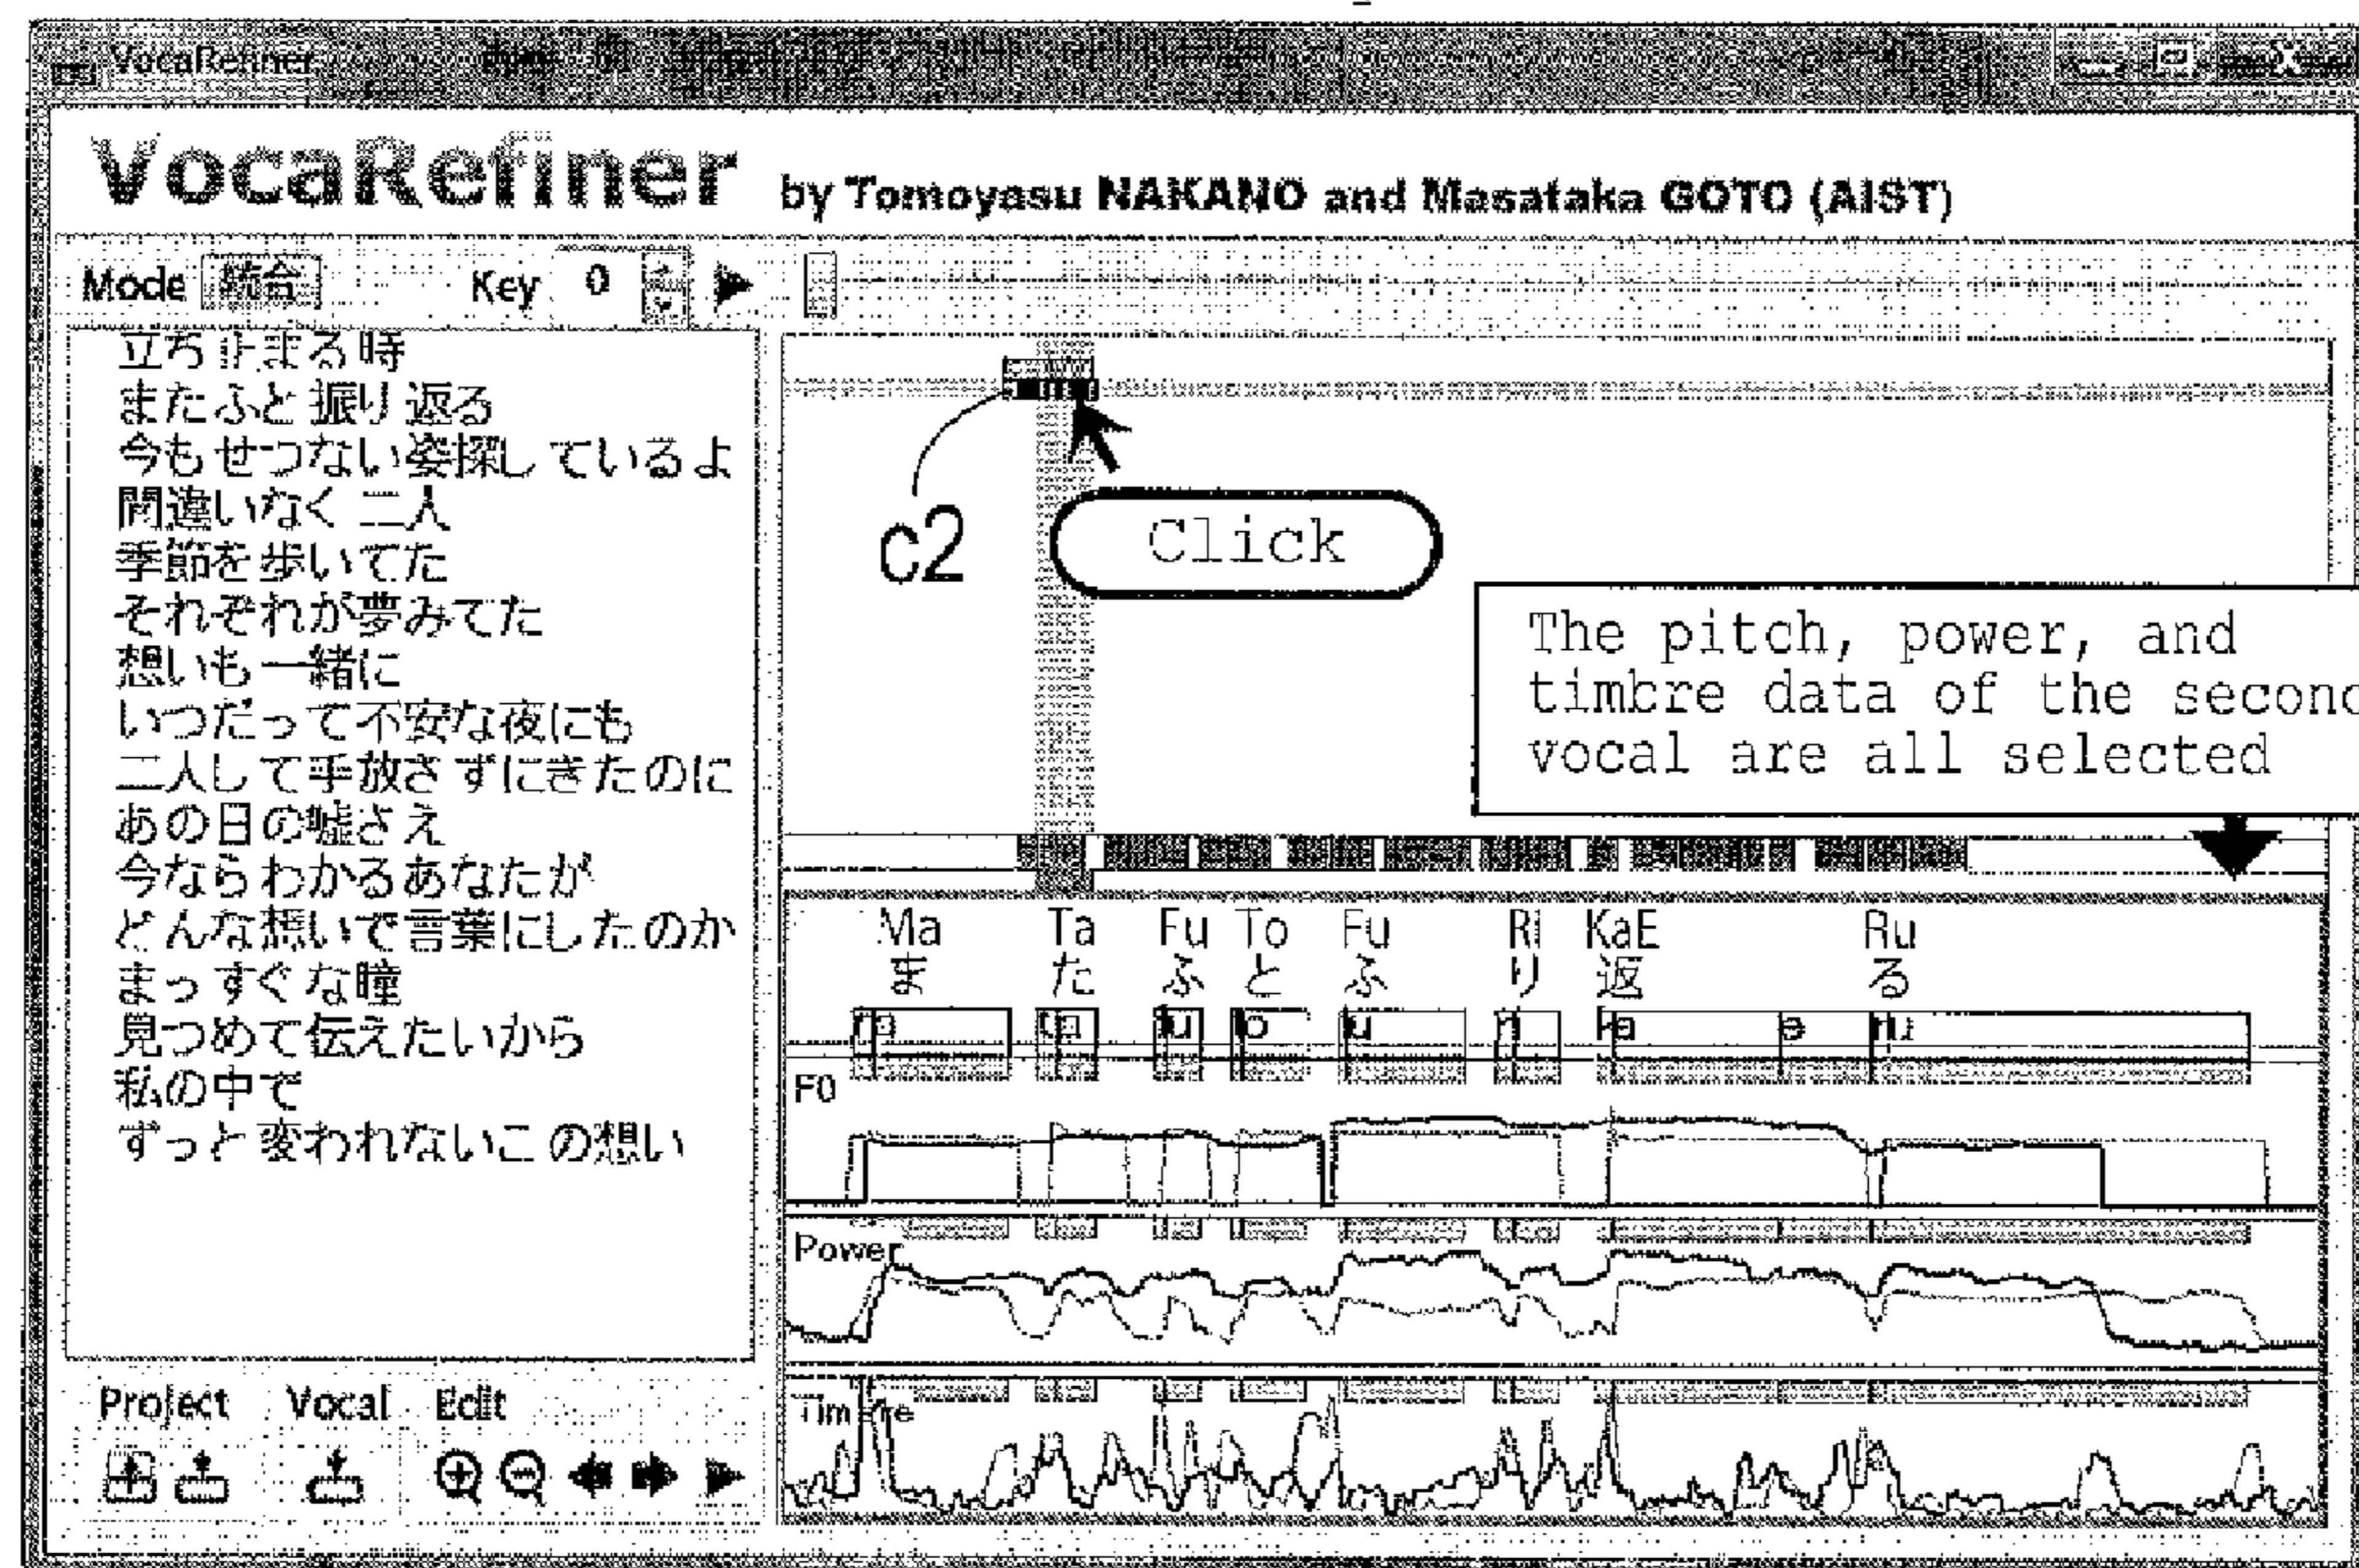 VocaRefiner
VocaRefiner by Tomoyasu NAKANO and Masataka GOTO (AIST)
Mode 統合 Key 0
立ち止まる時
またふと振り返る
今もせつない姿探しているよ
間違いなく二人
季節を歩いてた
それぞれが夢みてた
想いも一緒に
いつだって不安な夜にも
二人して手放さずにきたのに
あの日の嘘さえ
今ならわかるあなたが
どんな想いで言葉にしたのか
まっすぐな瞳
見つめて伝えたいから
私の中で
ずっと変われないこの想い
c2
Click
The pitch, power, and
timbre data of the second
vocal are all selected
Ma Ta Fu To Fu Ri KaE Ru
ま た ふ と ふ り 返 る
ta to ka e ru
F0
Power
Timbre
Project Vocal Edit